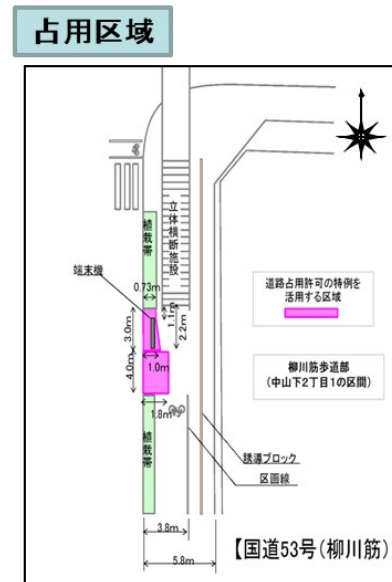 占用区域
立体横断施設
植栽帯
端末機
0.73m
1.1m
2.2m
3.0m
道路占用許可の特例を
活用する区域
1.0m
4.0m
柳川筋歩道部
(中山下2丁目1の区間)
1.8m
植栽帯
誘導ブロック
区画線
3.8m
5.8m
【国道53号(柳川筋)